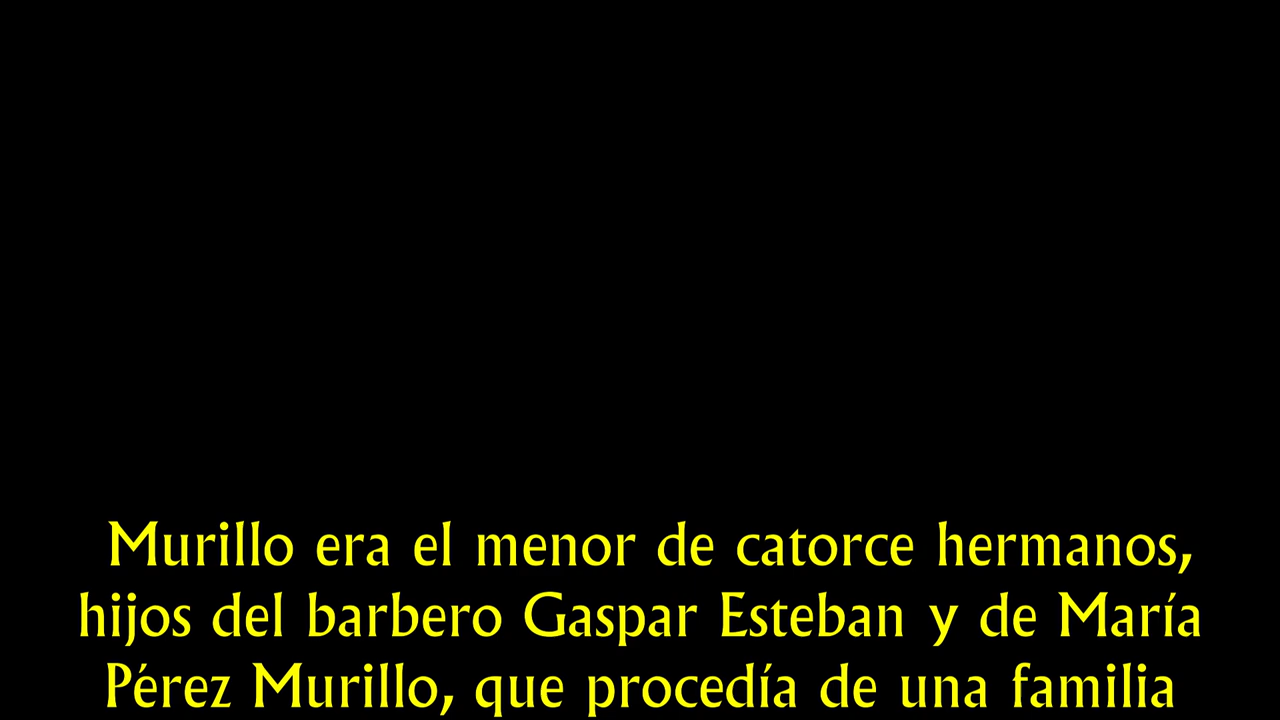 Murillo era el menor de catorce hermanos,
hijos del barbero Gaspar Esteban y de María
Pérez Murillo, que procedía de una familia